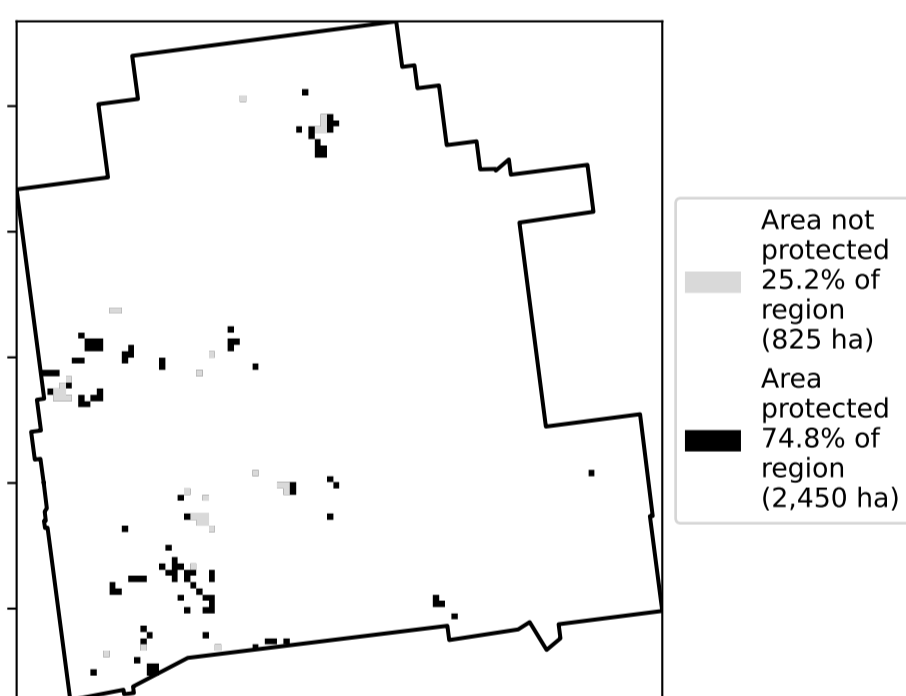 Area not
protected
25.2% of
region
(825 ha)
Area
protected
74.8% of
region
(2,450 ha)